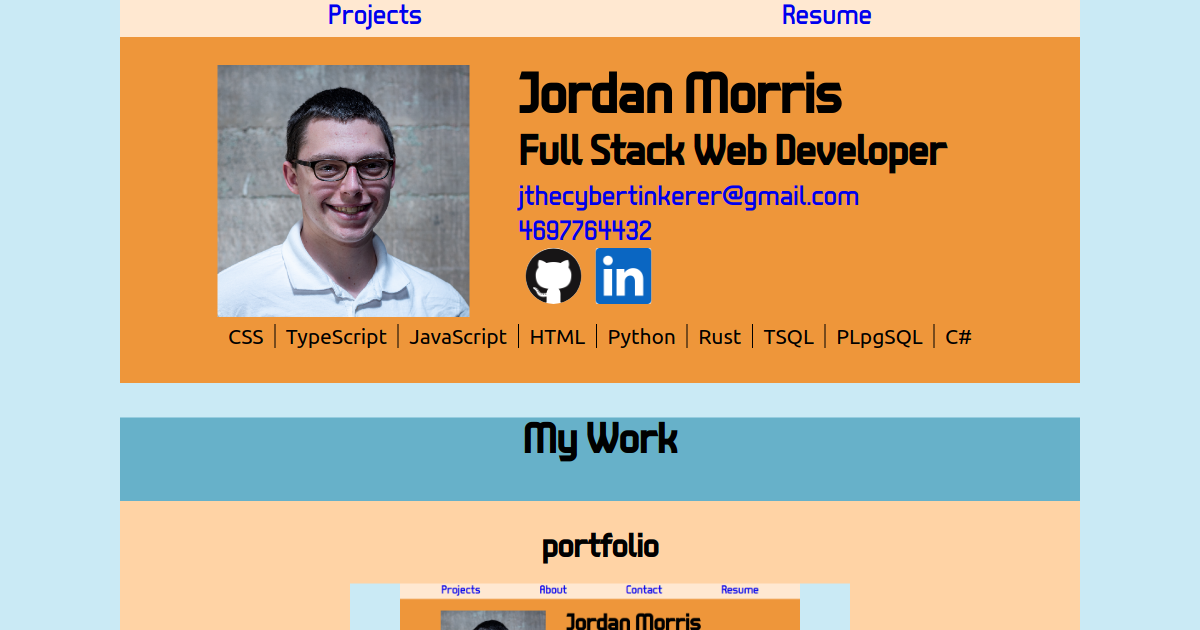 Projects Resume
Jordan Morris
Full Stack Web Developer
jthecybertinkerer@gmail.com
4697764432
in
CSS | TypeScript | JavaScript | HTML | Python | Rust | TSQL | PLpgSQL | C#
My Work
portfolio
Projects About Contact Resume
Jordan Morris